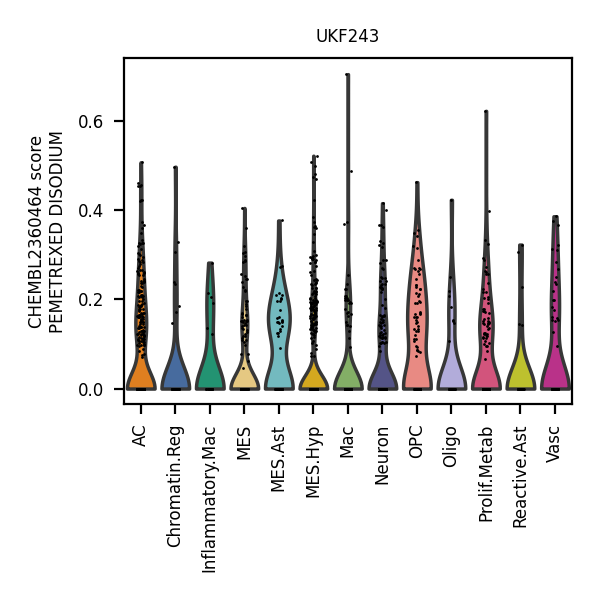 UKF243
CHEMBL2360464 score
PEMETREXED DISODIUM
0.6
0.4
0.2
0.0
AC
Chromatin.Reg
Inflammatory.Mac
MES
MES.Ast
MES.Hyp
Mac
Neuron
OPC
Oligo
Prolif.Metab
Reactive.Ast
Vasc